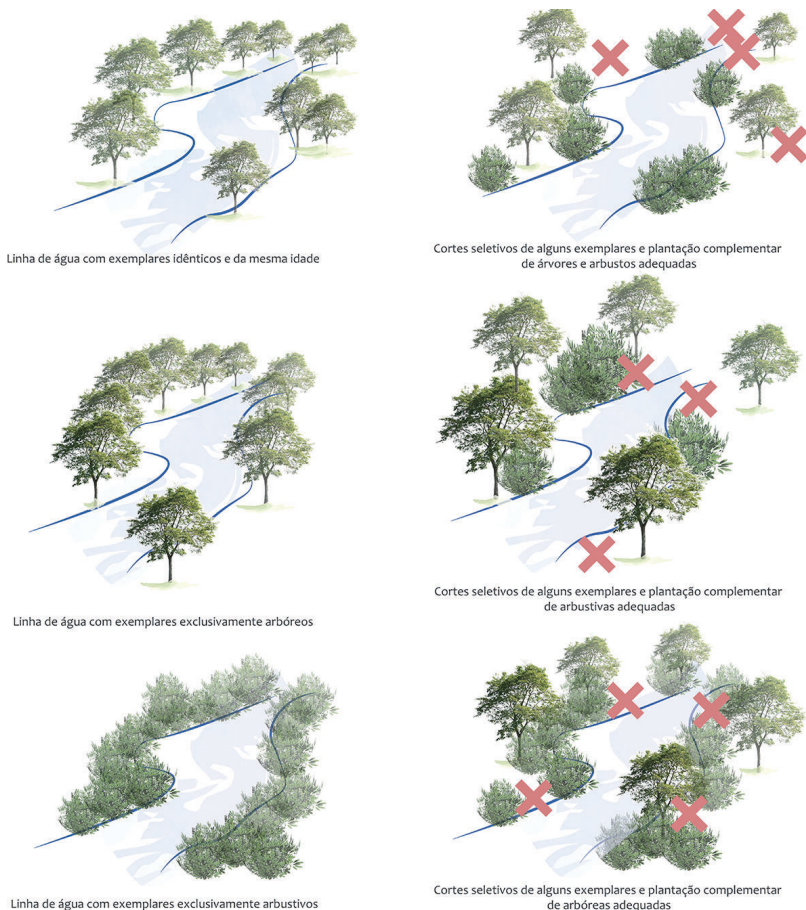 Linha de água com exemplares idênticos e da mesma idade
Cortes seletivos de alguns exemplares e plantação complementar
de árvores e arbustos adequadas
Linha de água com exemplares exclusivamente arbóreos
Cortes seletivos de alguns exemplares e plantação complementar
de arbustivas adequadas
Linha de água com exemplares exclusivamente arbustivos
Cortes seletivos de alguns exemplares e plantação complementar
de arbóreas adequadas